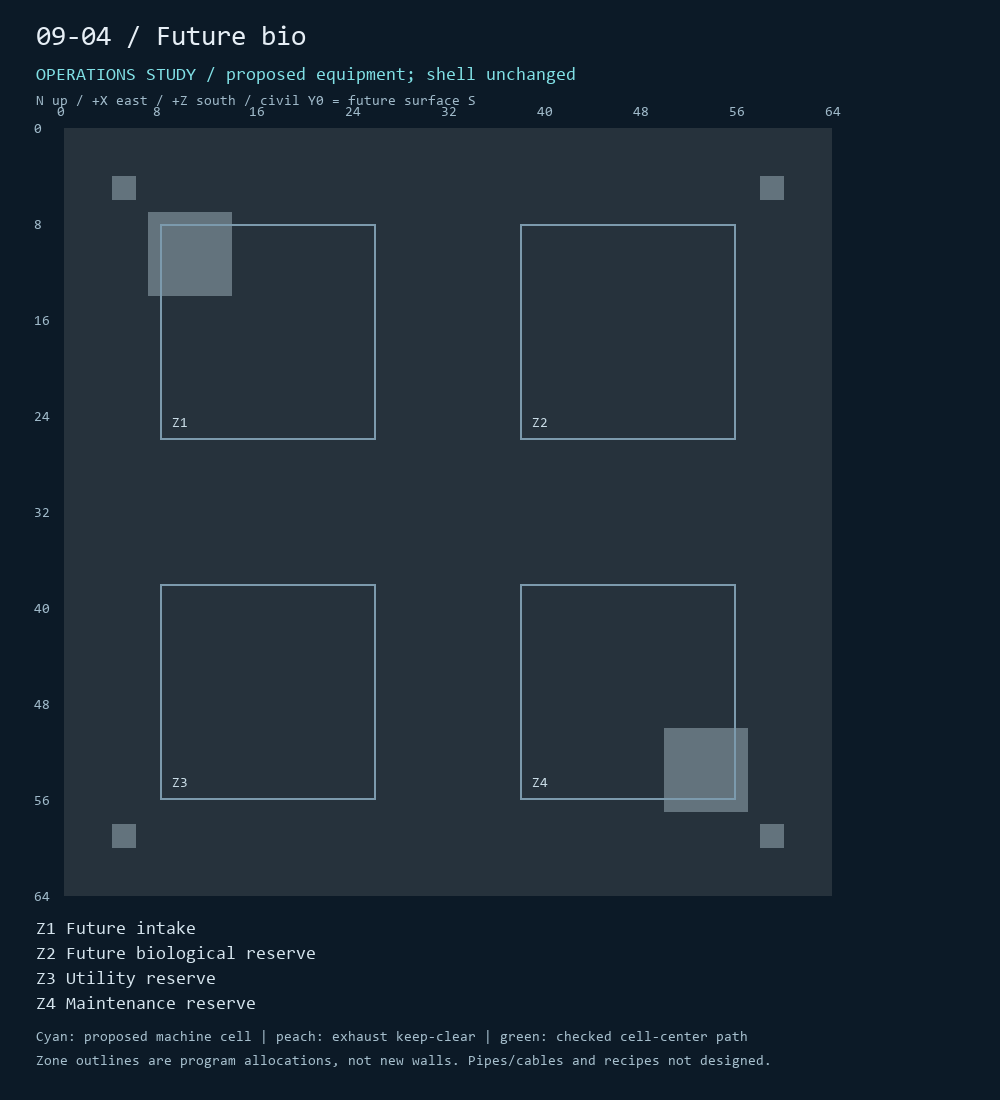 09-04 / Future bio
OPERATIONS STUDY / proposed equipment; shell unchanged
N up / +X east / +Z south / civil Y0 = future surface S
0 8 16 24 32 40 48 56 64
0
8
16
Z1 Z2
24
32
40
48
Z3 Z4
56
64
Z1 Future intake
Z2 Future biological reserve
Z3 Utility reserve
Z4 Maintenance reserve
Cyan: proposed machine cell | peach: exhaust keep-clear | green: checked cell-center path
Zone outlines are program allocations, not new walls. Pipes/cables and recipes not designed.